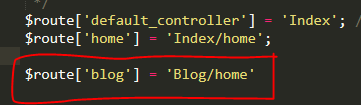 */
$route['default_controller'] = 'Index'; /
$route['home'] = 'Index/home';
$route['blog'] = 'Blog/home'